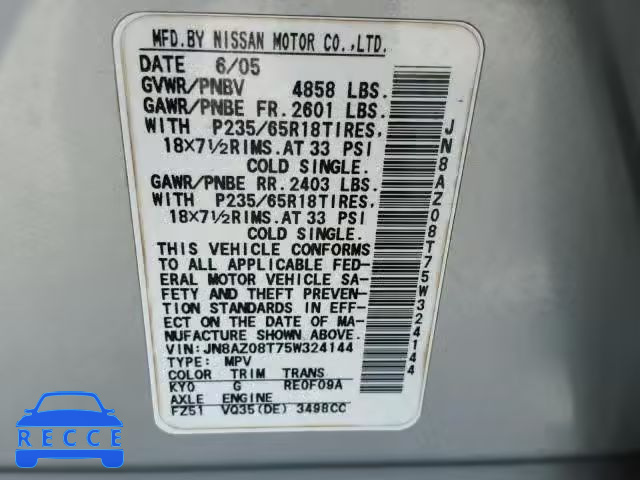 MFD.BY NISSAN MOTOR CO.,LTD.
DATE 6/05
GVWR/PNBV 4858 LBS.
GAWR/PNBE FR.2601 LBS.
WITH P235/65R18TIRES,
18×7½RIMS.AT 33 PSI
COLD SINGLE.
GAWR/PNBE RR.2403 LBS.
WITH P235/65R18TIRES,
18×7½RIMS.AT 33 PSI
COLD SINGLE.
THIS VEHICLE CONFORMS
TO ALL APPLICABLE FED-
ERAL MOTOR VEHICLE SA-
FETY AND THEFT PREVEN-
TION STANDARDS IN EFF-
ECT ON THE DATE OF MA-
NUFACTURE SHOWN ABOVE.
VIN: JN8AZ08T75W324144
TYPE: MPV
COLOR TRIM TRANS
KY0 G RE0F09A
AXLE ENGINE
FZ51 VQ35(DE) 3498CC
JN8AZ08T75W324144
RECCE